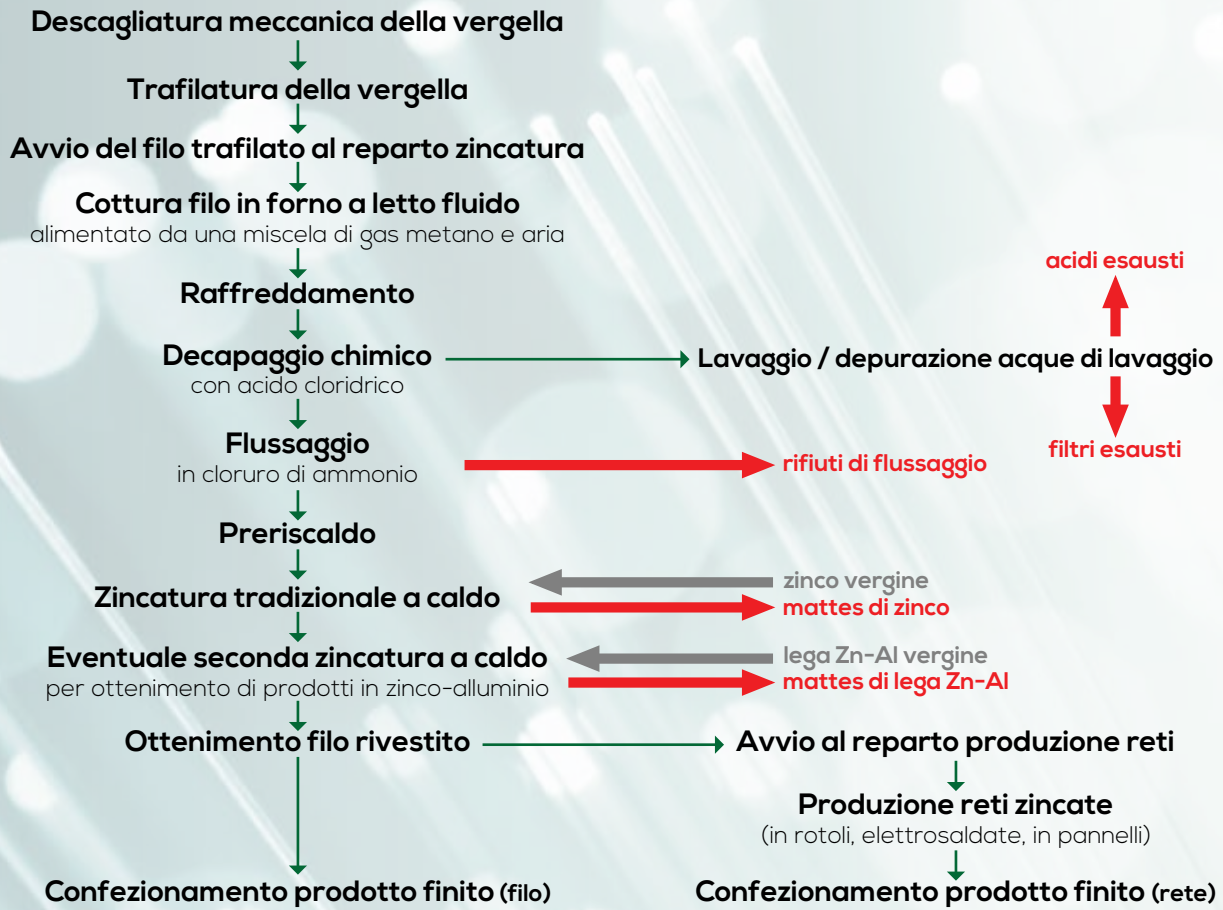 Descagliatura meccanica della vergella
Trafilatura della vergella
Avvio del filo trafilato al reparto zincatura
Cottura filo in forno a letto fluido
alimentato da una miscela di gas metano e aria
Raffreddamento
acidi esausti
Decapaggio chimico
con acido cloridrico
Lavaggio / depurazione acque di lavaggio
filtri esausti
Flussaggio
in cloruro di ammonio
rifiuti di flussaggio
Preriscaldo
Zincatura tradizionale a caldo
zinco vergine
mattes di zinco
Eventuale seconda zincatura a caldo
per ottenimento di prodotti in zinco-alluminio
lega Zn-Al vergine
mattes di lega Zn-Al
Ottenimento filo rivestito
Avvio al reparto produzione reti
Produzione reti zincate
(in rotoli, elettrosaldate, in pannelli)
Confezionamento prodotto finito (filo)
Confezionamento prodotto finito (rete)